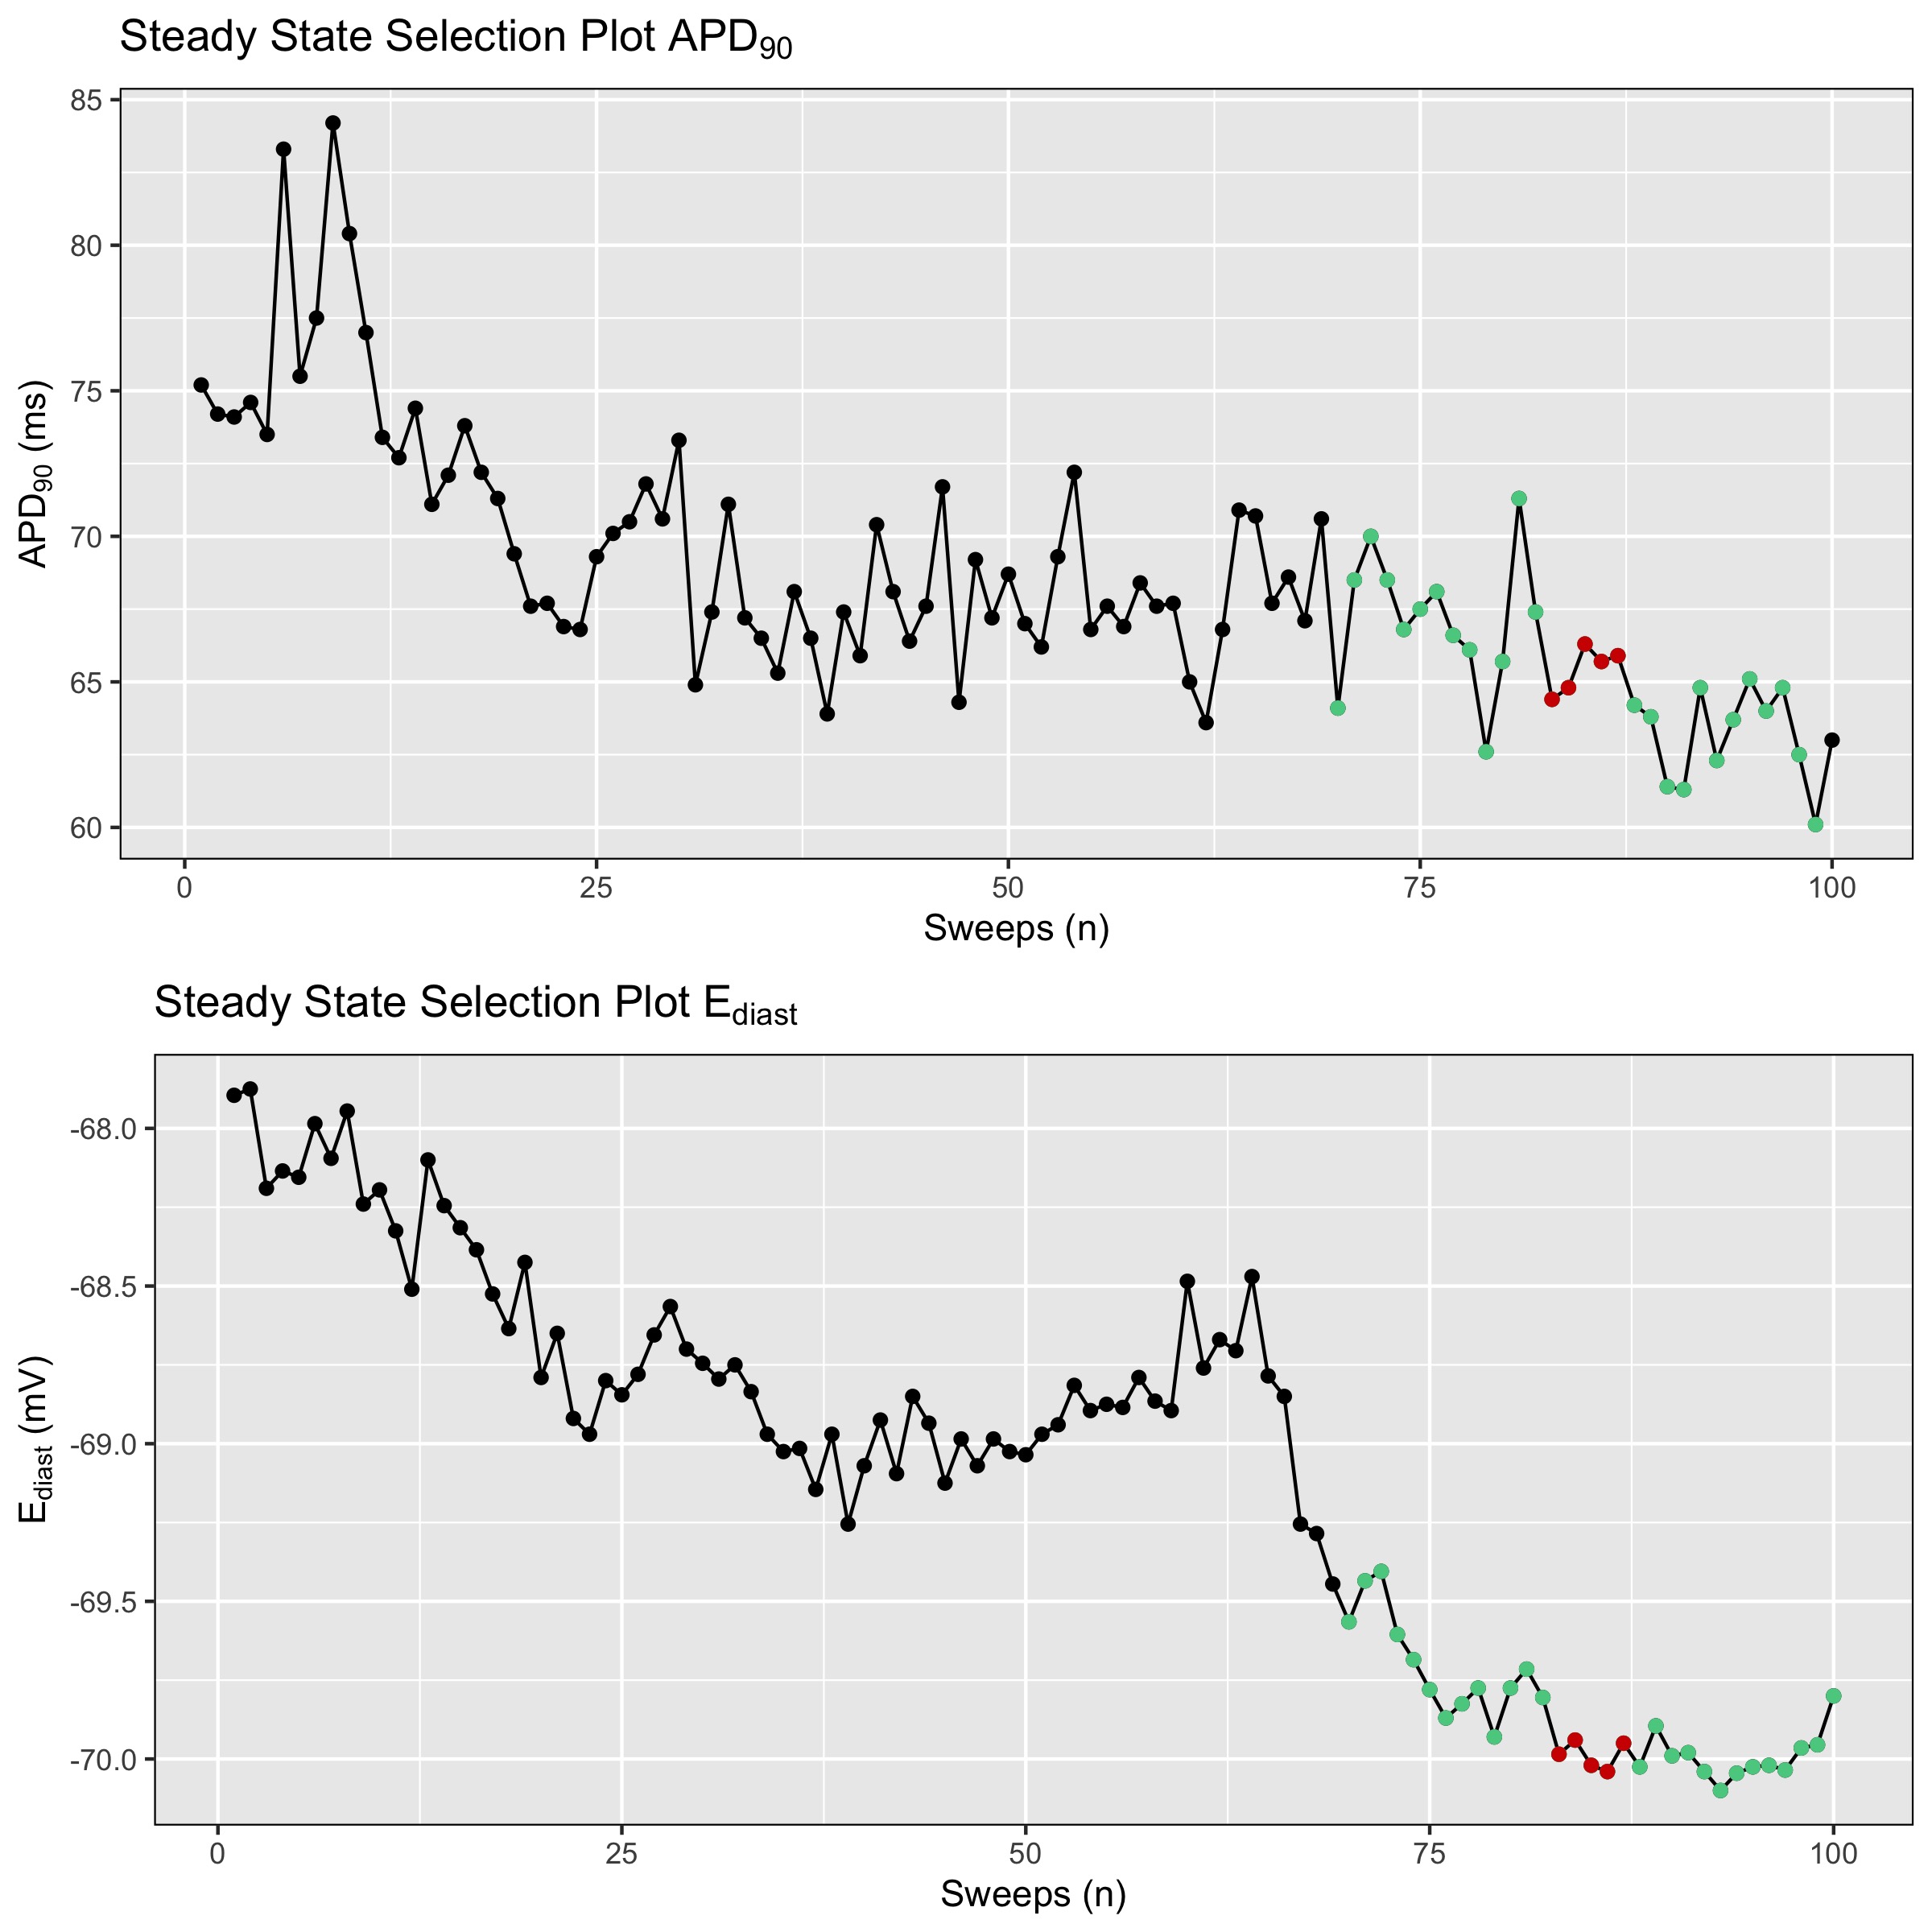 Steady State Selection Plot APD90
85
80
75
70
65
60
APD90 (ms)
0 25 50 75 100
Sweeps (n)
Steady State Selection Plot Ediast
-68.0
-68.5
-69.0
-69.5
-70.0
Ediast (mV)
0 25 50 75 100
Sweeps (n)